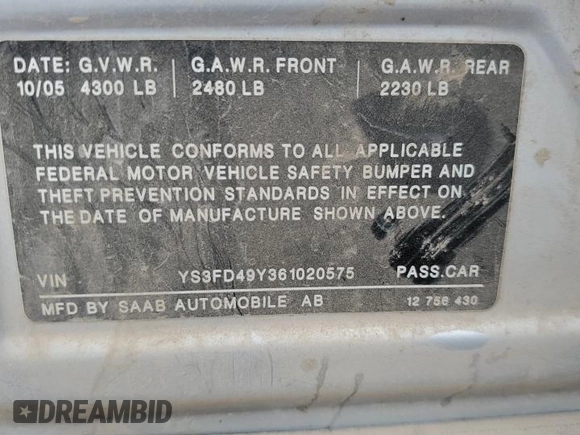 DATE: G.V.W.R. G.A.W.R. FRONT G.A.W.R. REAR
10/05 4300 LB 2480 LB 2230 LB
THIS VEHICLE CONFORMS TO ALL APPLICABLE
FEDERAL MOTOR VEHICLE SAFETY BUMPER AND
THEFT PREVENTION STANDARDS IN EFFECT ON
THE DATE OF MANUFACTURE SHOWN ABOVE.
VIN YS3FD49Y361020575 PASS.CAR
MFD BY SAAB AUTOMOBILE AB 12 756 430
DREAMBID